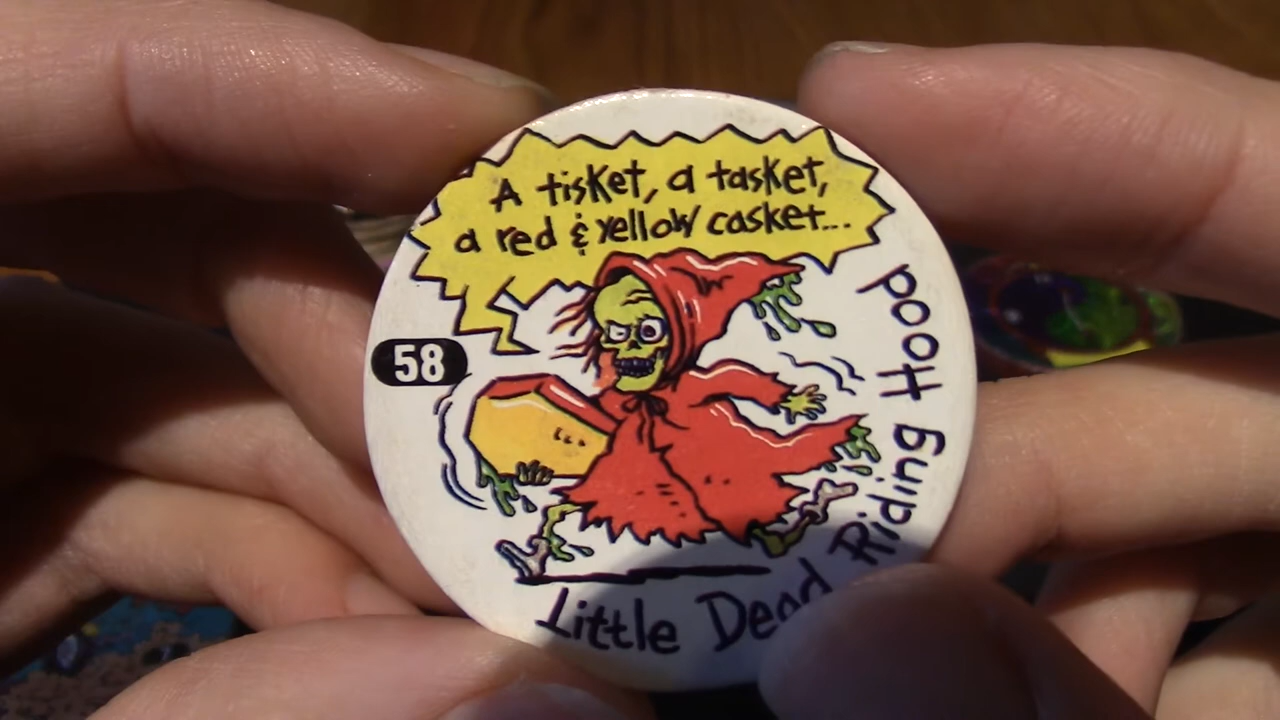 A tisket, a tasket,
a red & yellow casket...
58
Little Dead Riding Hood